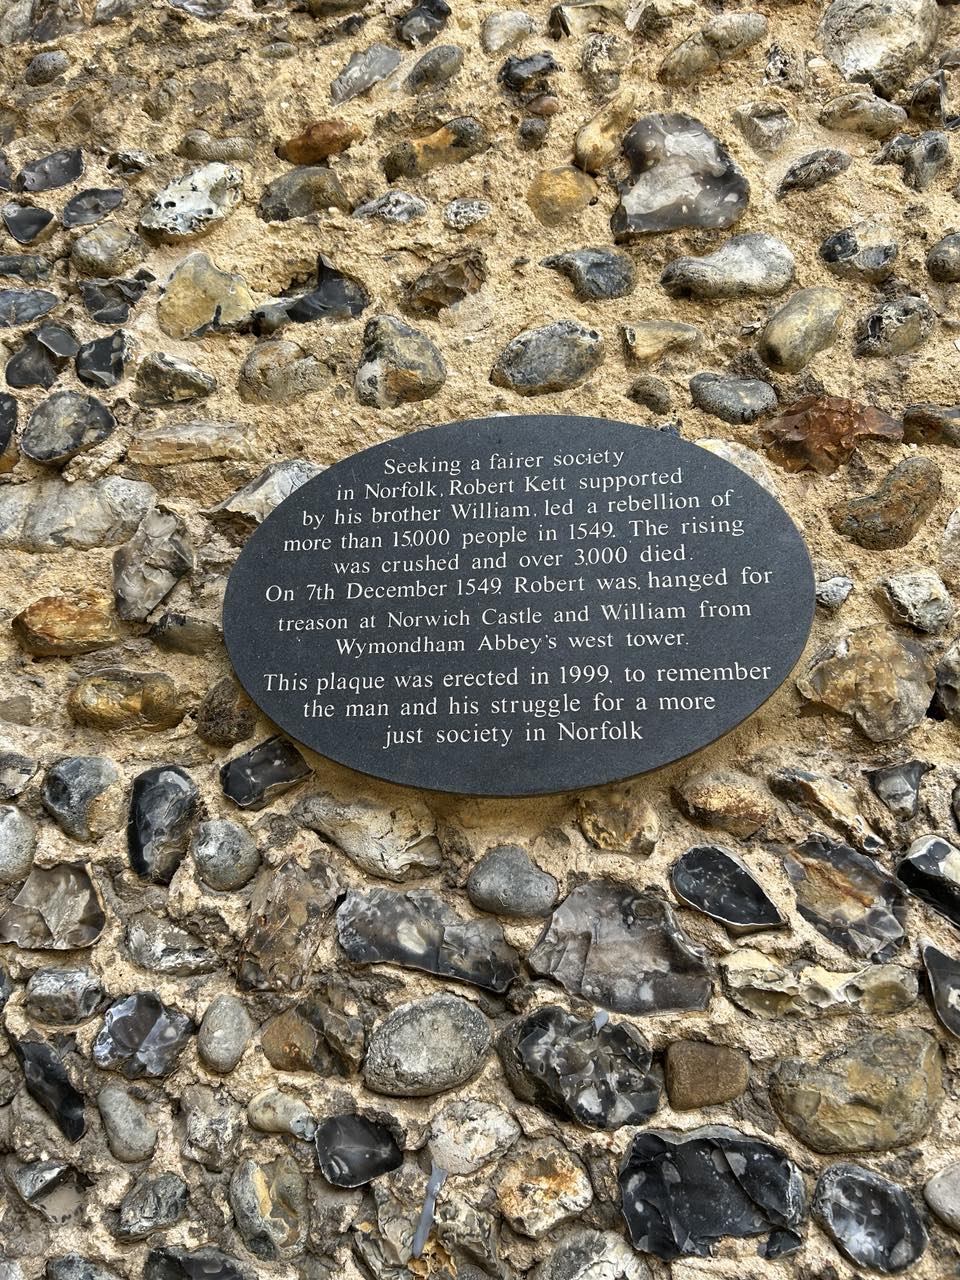 Seeking a fairer society
in Norfolk, Robert Kett supported
by his brother William, led a rebellion of
more than 15,000 people in 1549. The rising
was crushed and over 3,000 died.
On 7th December 1549, Robert was, hanged for
treason at Norwich Castle and William from
Wymondham Abbey's west tower.
This plaque was erected in 1999, to remember
the man and his struggle for a more
just society in Norfolk